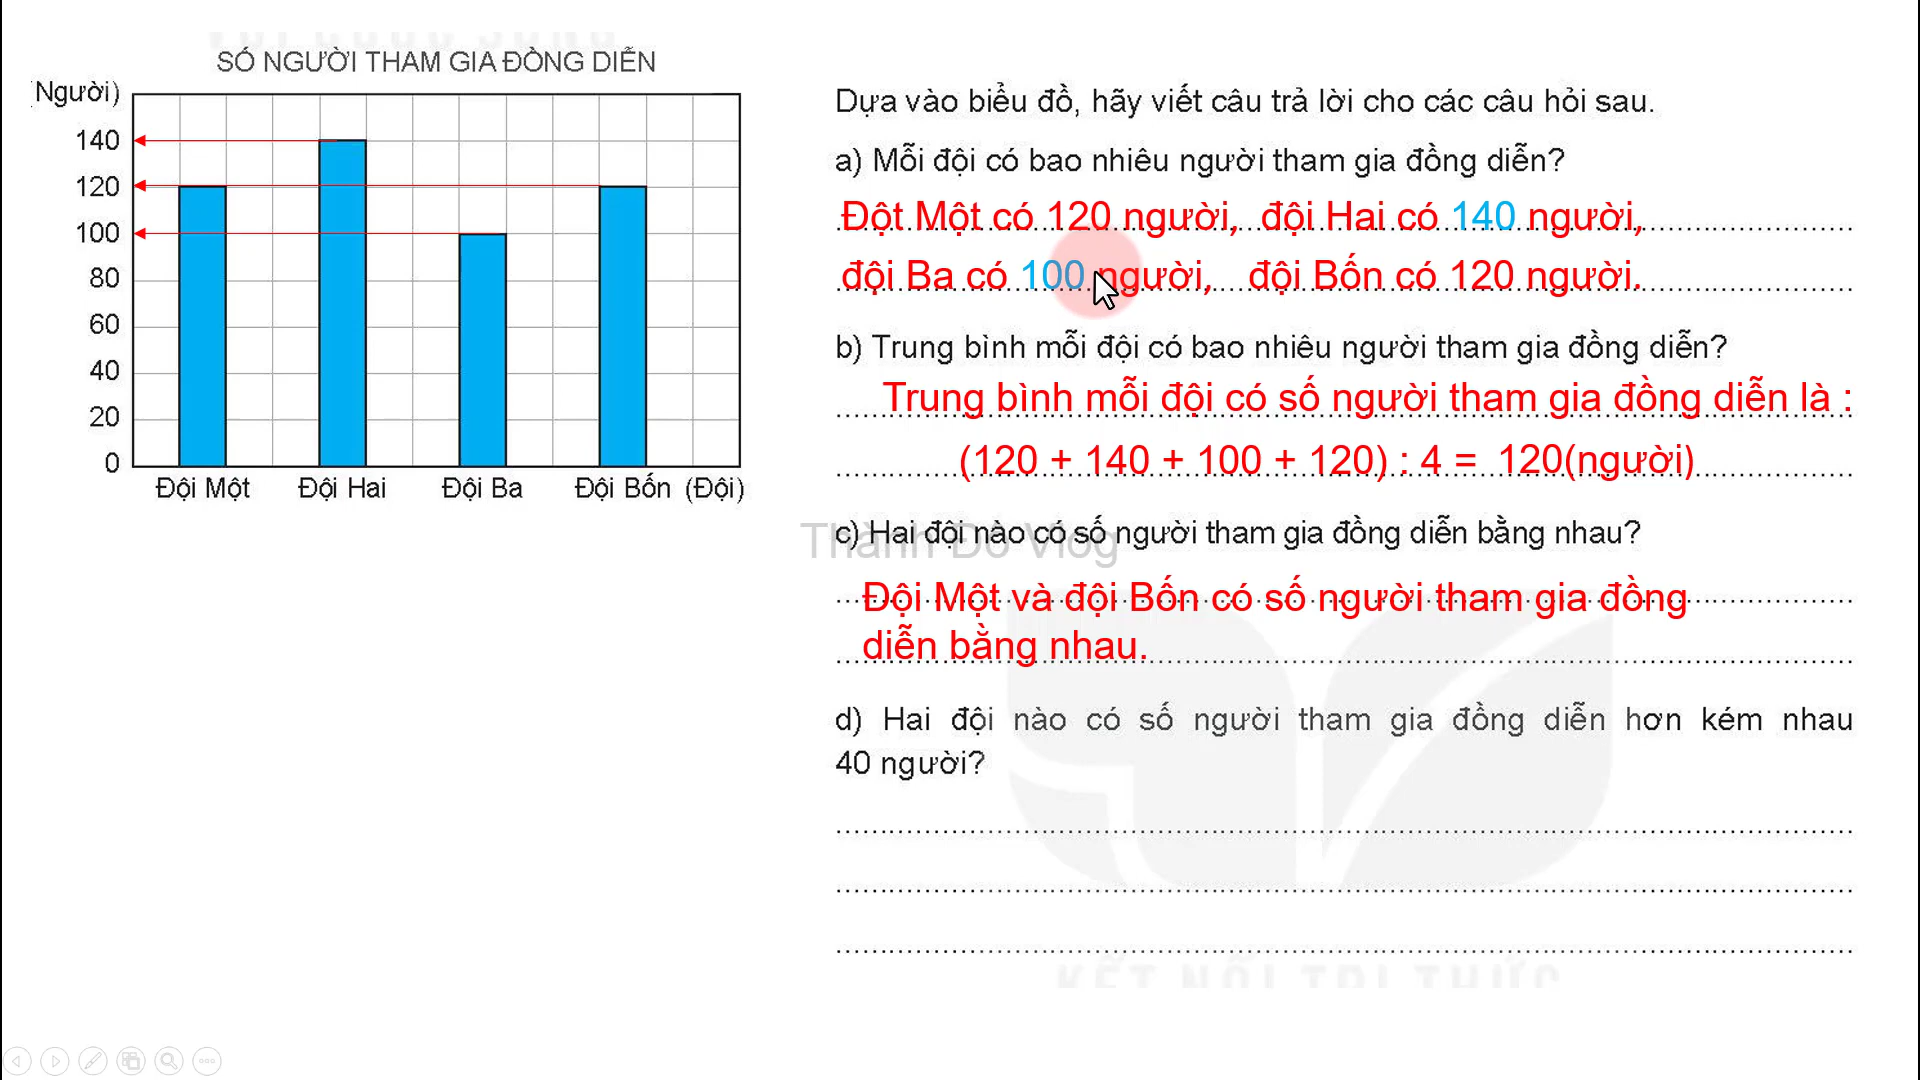 SỐ NGƯỜI THAM GIA ĐỒNG DIỄN
Người)
140
120
100
80
60
40
20
0
Đội Một Đội Hai Đội Ba Đội Bốn (Đội)
Dựa vào biểu đồ, hãy viết câu trả lời cho các câu hỏi sau.
a) Mỗi đội có bao nhiêu người tham gia đồng diễn?
Đột Một có 120 người, đội Hai có 140 người,
đội Ba có 100 người, đội Bốn có 120 người.
b) Trung bình mỗi đội có bao nhiêu người tham gia đồng diễn?
Trung bình mỗi đội có số người tham gia đồng diễn là :
(120 + 140 + 100 + 120) : 4 = 120(người)
c) Hai đội nào có số người tham gia đồng diễn bằng nhau?
Thành Đô Vlog
Đội Một và đội Bốn có số người tham gia đồng
diễn bằng nhau.
d) Hai đội nào có số người tham gia đồng diễn hơn kém nhau
40 người?
KẾT NỐI TRI THỨC